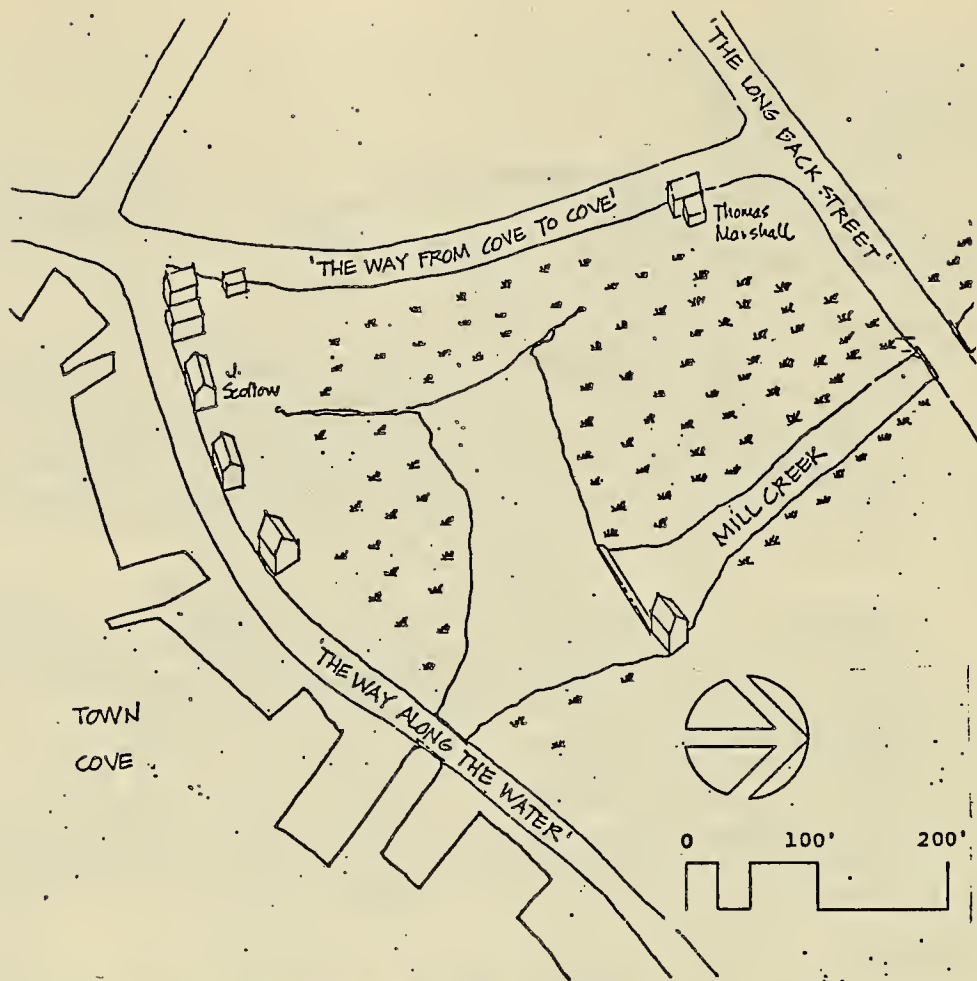 'THE LONG BACK STREET'
'THE WAY FROM COVE TO COVE'
Thomas
Marshall
J.
Scottow
MILL CREEK
'THE WAY ALONG THE WATER'
TOWN
COVE
0 100' 200'